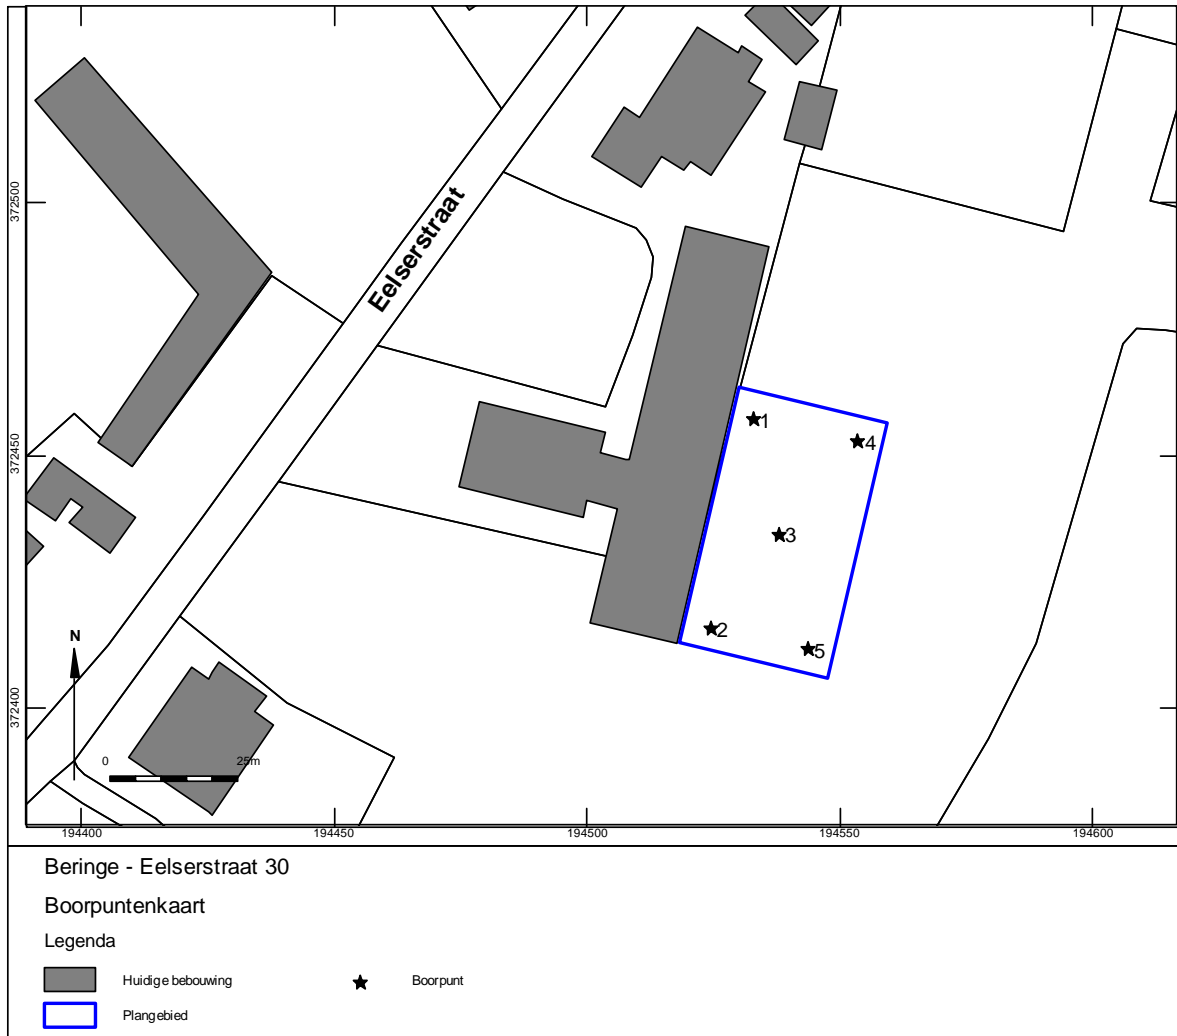 372500
Eelserstraat
372450
1
4
3
2
5
N
372400
0 25m
194400 194450 194500 194550 194600
Beringe - Eelserstraat 30
Boorpuntenkaart
Legenda
Huidige bebouwing Boorpunt
Plangebied